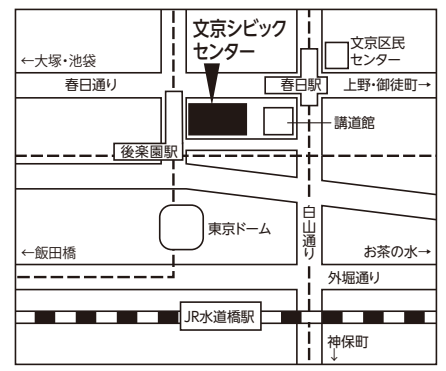 文京シビック
センター
文京区民
センター
←大塚・池袋
春日通り
春日駅
上野・御徒町→
講道館
後楽園駅
東京ドーム
白山通り
←飯田橋
お茶の水→
外堀通り
JR水道橋駅
神保町
↓